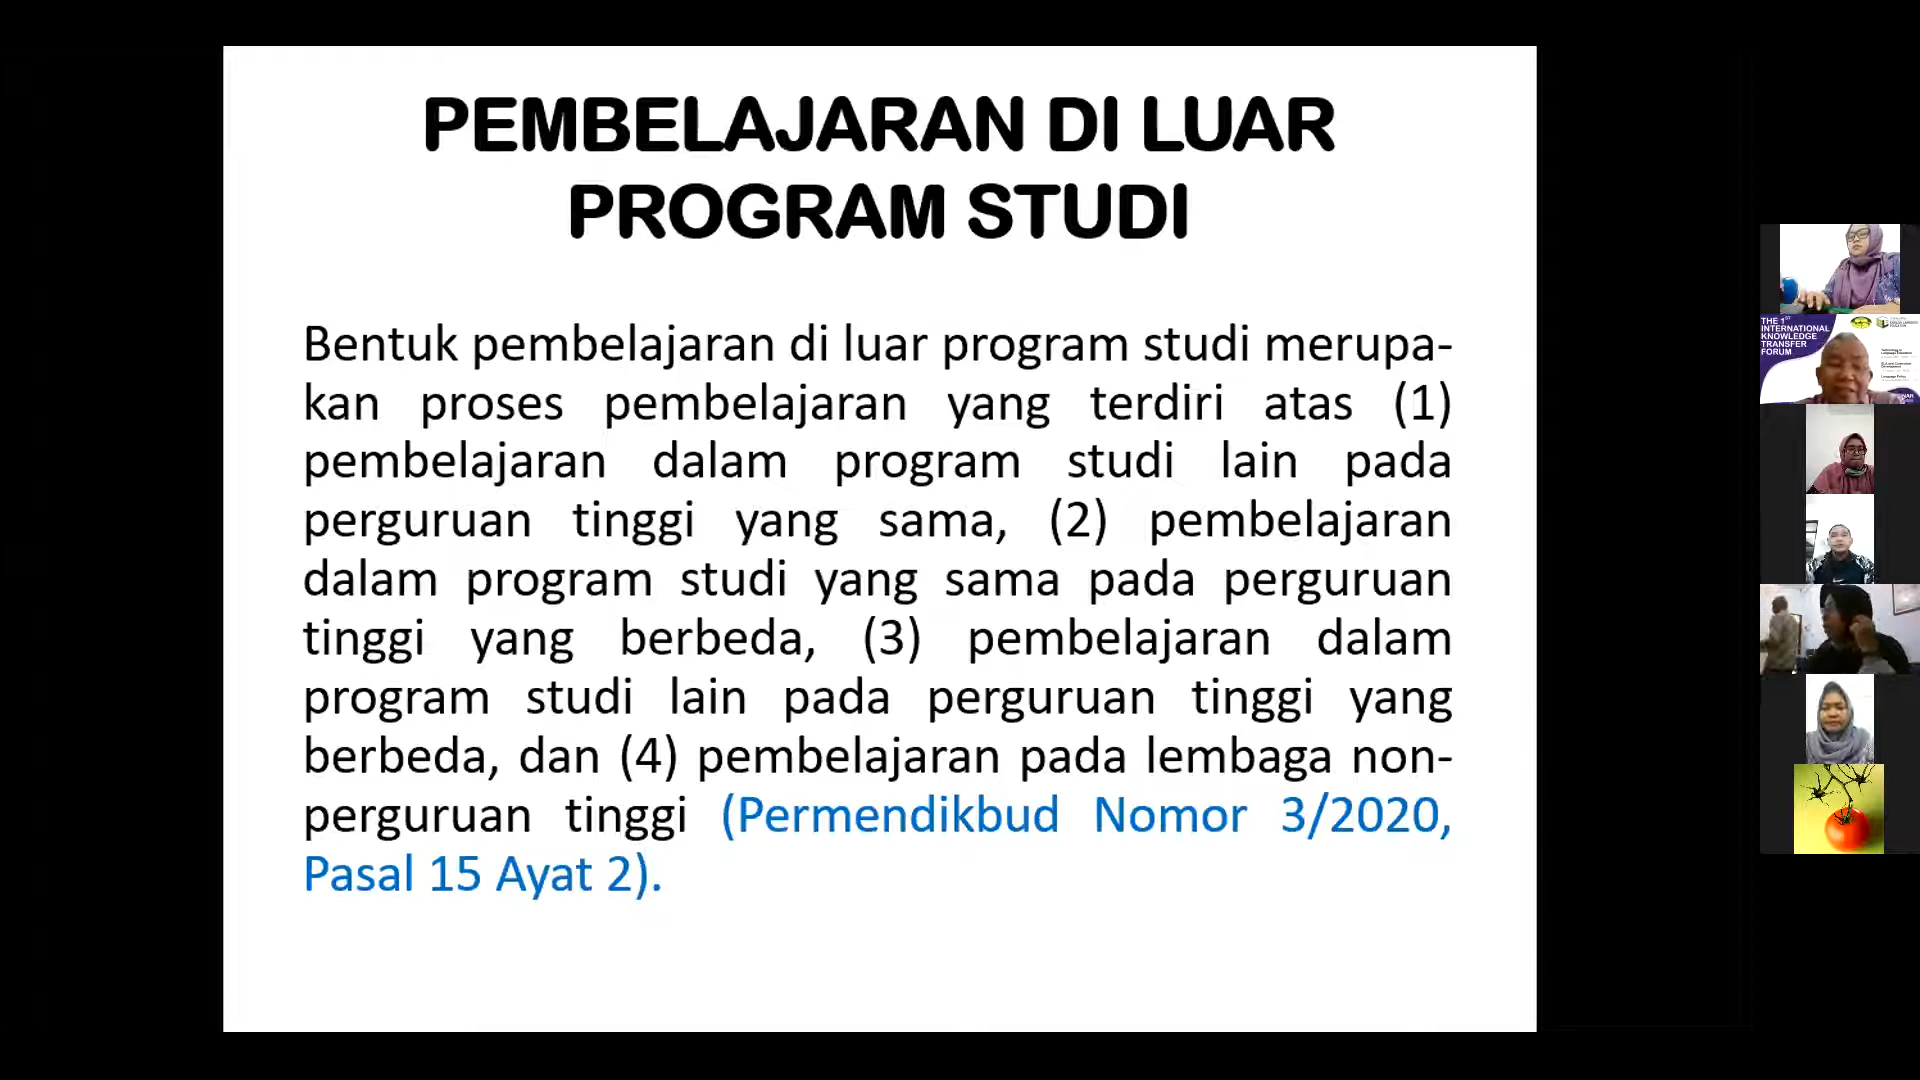 PEMBELAJARAN DI LUAR
PROGRAM STUDI
Bentuk pembelajaran di luar program studi merupa-
kan proses pembelajaran yang terdiri atas (1)
pembelajaran dalam program studi lain pada
perguruan tinggi yang sama, (2) pembelajaran
dalam program studi yang sama pada perguruan
tinggi yang berbeda, (3) pembelajaran dalam
program studi lain pada perguruan tinggi yang
berbeda, dan (4) pembelajaran pada lembaga non-
perguruan tinggi (Permendikbud Nomor 3/2020,
Pasal 15 Ayat 2).
THE 1ST
INTERNATIONAL
KNOWLEDGE
TRANSFER
FORUM